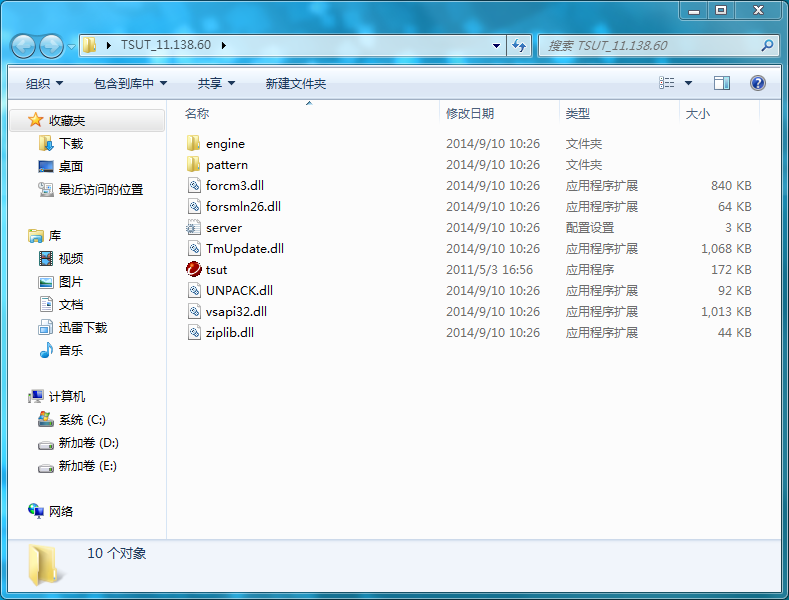 TSUT_11.138.60
搜索 TSUT_11.138.60
组织 包含到库中 共享 新建文件夹
名称 修改日期 类型 大小
engine 2014/9/10 10:26 文件夹
pattern 2014/9/10 10:26 文件夹
forcm3.dll 2014/9/10 10:26 应用程序扩展 840 KB
forsmln26.dll 2014/9/10 10:26 应用程序扩展 64 KB
server 2014/9/10 10:26 配置设置 3 KB
TmUpdate.dll 2014/9/10 10:26 应用程序扩展 1,068 KB
tsut 2011/5/3 16:56 应用程序 172 KB
UNPACK.dll 2014/9/10 10:26 应用程序扩展 92 KB
vsapi32.dll 2014/9/10 10:26 应用程序扩展 1,013 KB
ziplib.dll 2014/9/10 10:26 应用程序扩展 44 KB
收藏夹
下载
桌面
最近访问的位置
库
视频
图片
文档
迅雷下载
音乐
计算机
系统 (C:)
新加卷 (D:)
新加卷 (E:)
网络
10 个对象